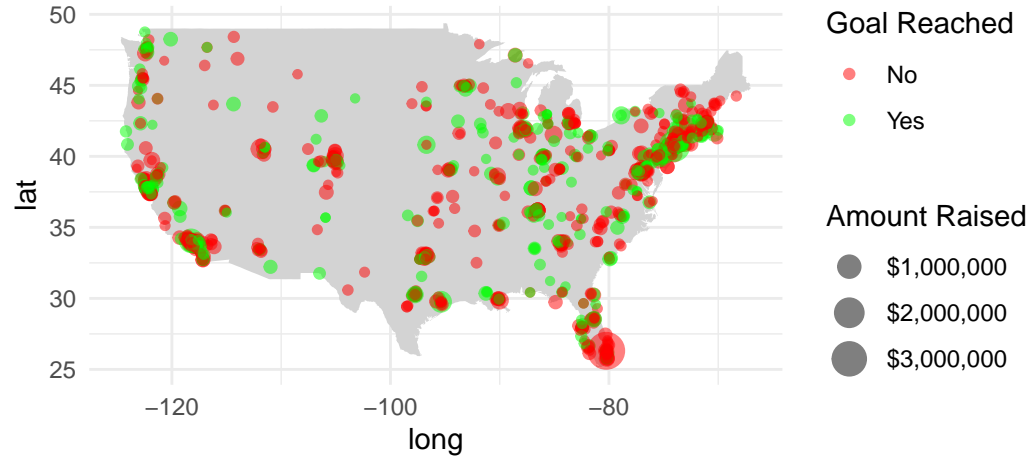 50
45
40
35
30
25
lat
−120
−100
−80
long
Goal Reached
No
Yes
Amount Raised
$1,000,000
$2,000,000
$3,000,000